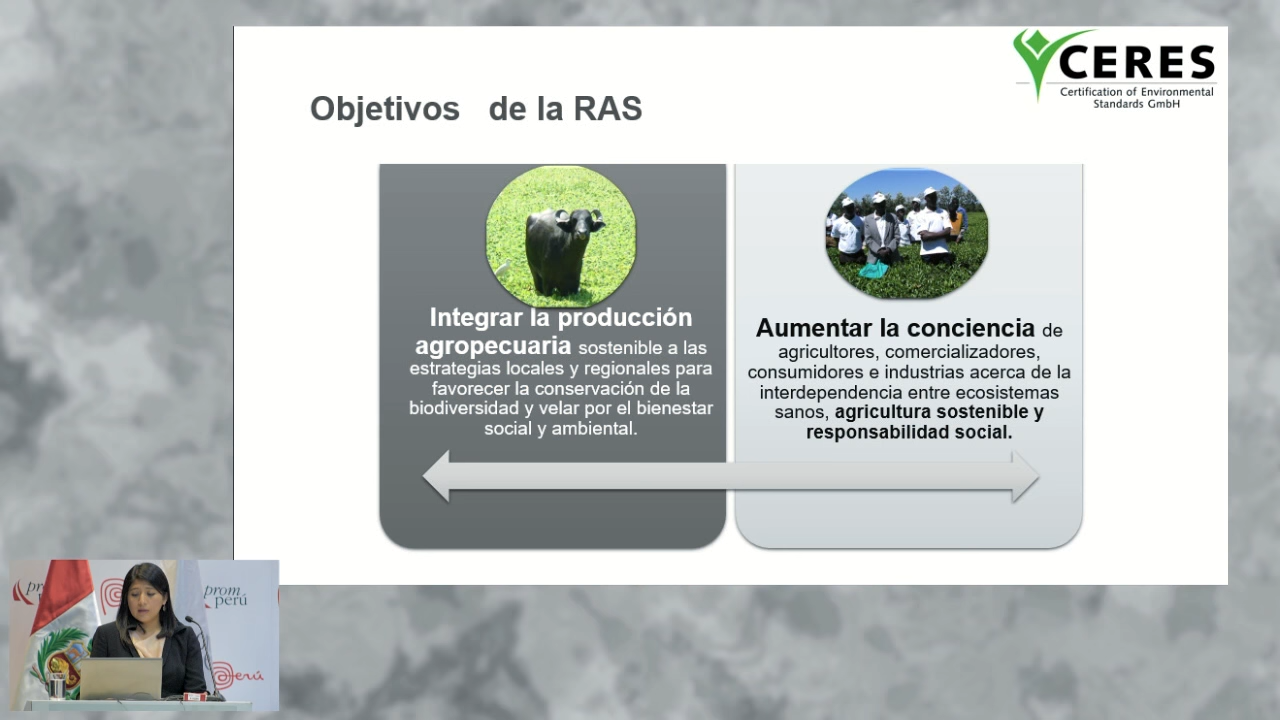 CERES
Certification of Environmental
Standards GmbH
Objetivos de la RAS
Integrar la producción
agropecuaria sostenible a las
estrategias locales y regionales para
favorecer la conservación de la
biodiversidad y velar por el bienestar
social y ambiental.
Aumentar la conciencia de
agricultores, comercializadores,
consumidores e industrias acerca de la
interdependencia entre ecosistemas
sanos, agricultura sostenible y
responsabilidad social.
prom
perú
Perú